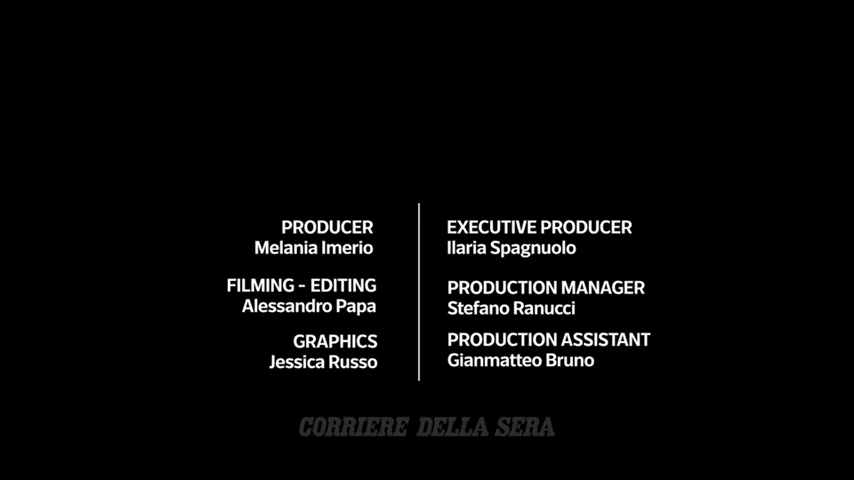 PRODUCER
Melania Imerio
FILMING - EDITING
Alessandro Papa
GRAPHICS
Jessica Russo
EXECUTIVE PRODUCER
Ilaria Spagnuolo
PRODUCTION MANAGER
Stefano Ranucci
PRODUCTION ASSISTANT
Gianmatteo Bruno
CORRIERE DELLA SERA